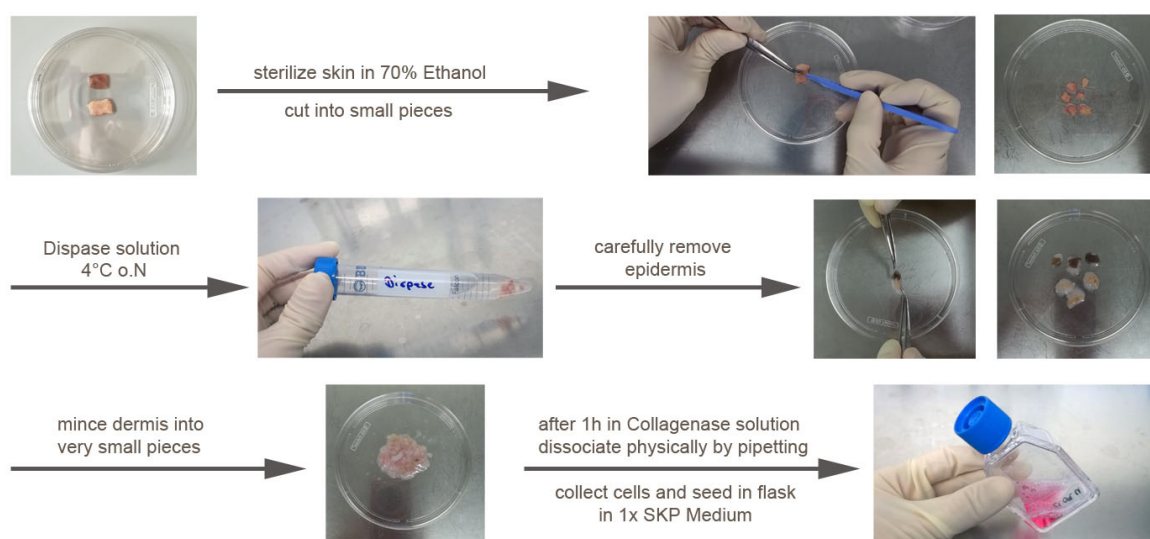 sterilize skin in 70% Ethanol
cut into small pieces
Dispase solution
4°C o.N
Dispase
carefully remove
epidermis
mince dermis into
very small pieces
after 1h in Collagenase solution
dissociate physically by pipetting
collect cells and seed in flask
in 1x SKP Medium